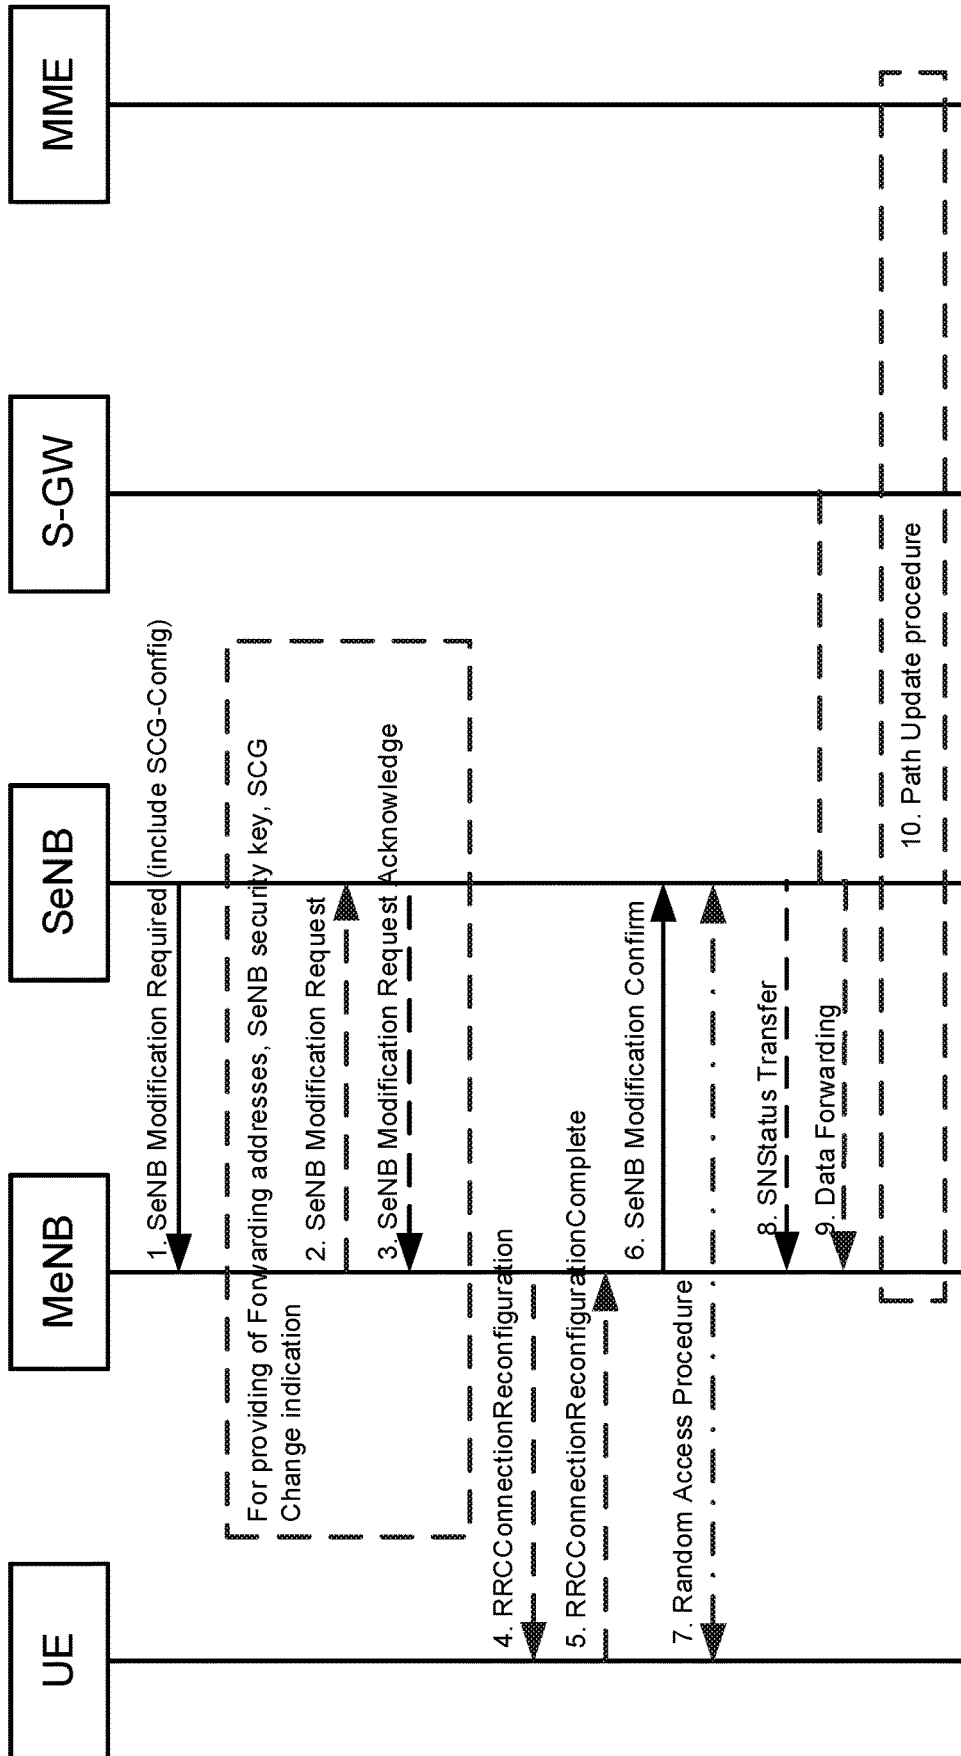 UE
MeNB
SeNB
S-GW
MME
1. SeNB Modification Required (include SCG-Config)
For providing of Forwarding addresses, SeNB security key, SCG
Change indication
2. SeNB Modification Request
3. SeNB Modification Request Acknowledge
4. RRCConnectionReconfiguration
5. RRCConnectionReconfigurationComplete
6. SeNB Modification Confirm
7. Random Access Procedure
8. SNStatus Transfer
9. Data Forwarding
10. Path Update procedure